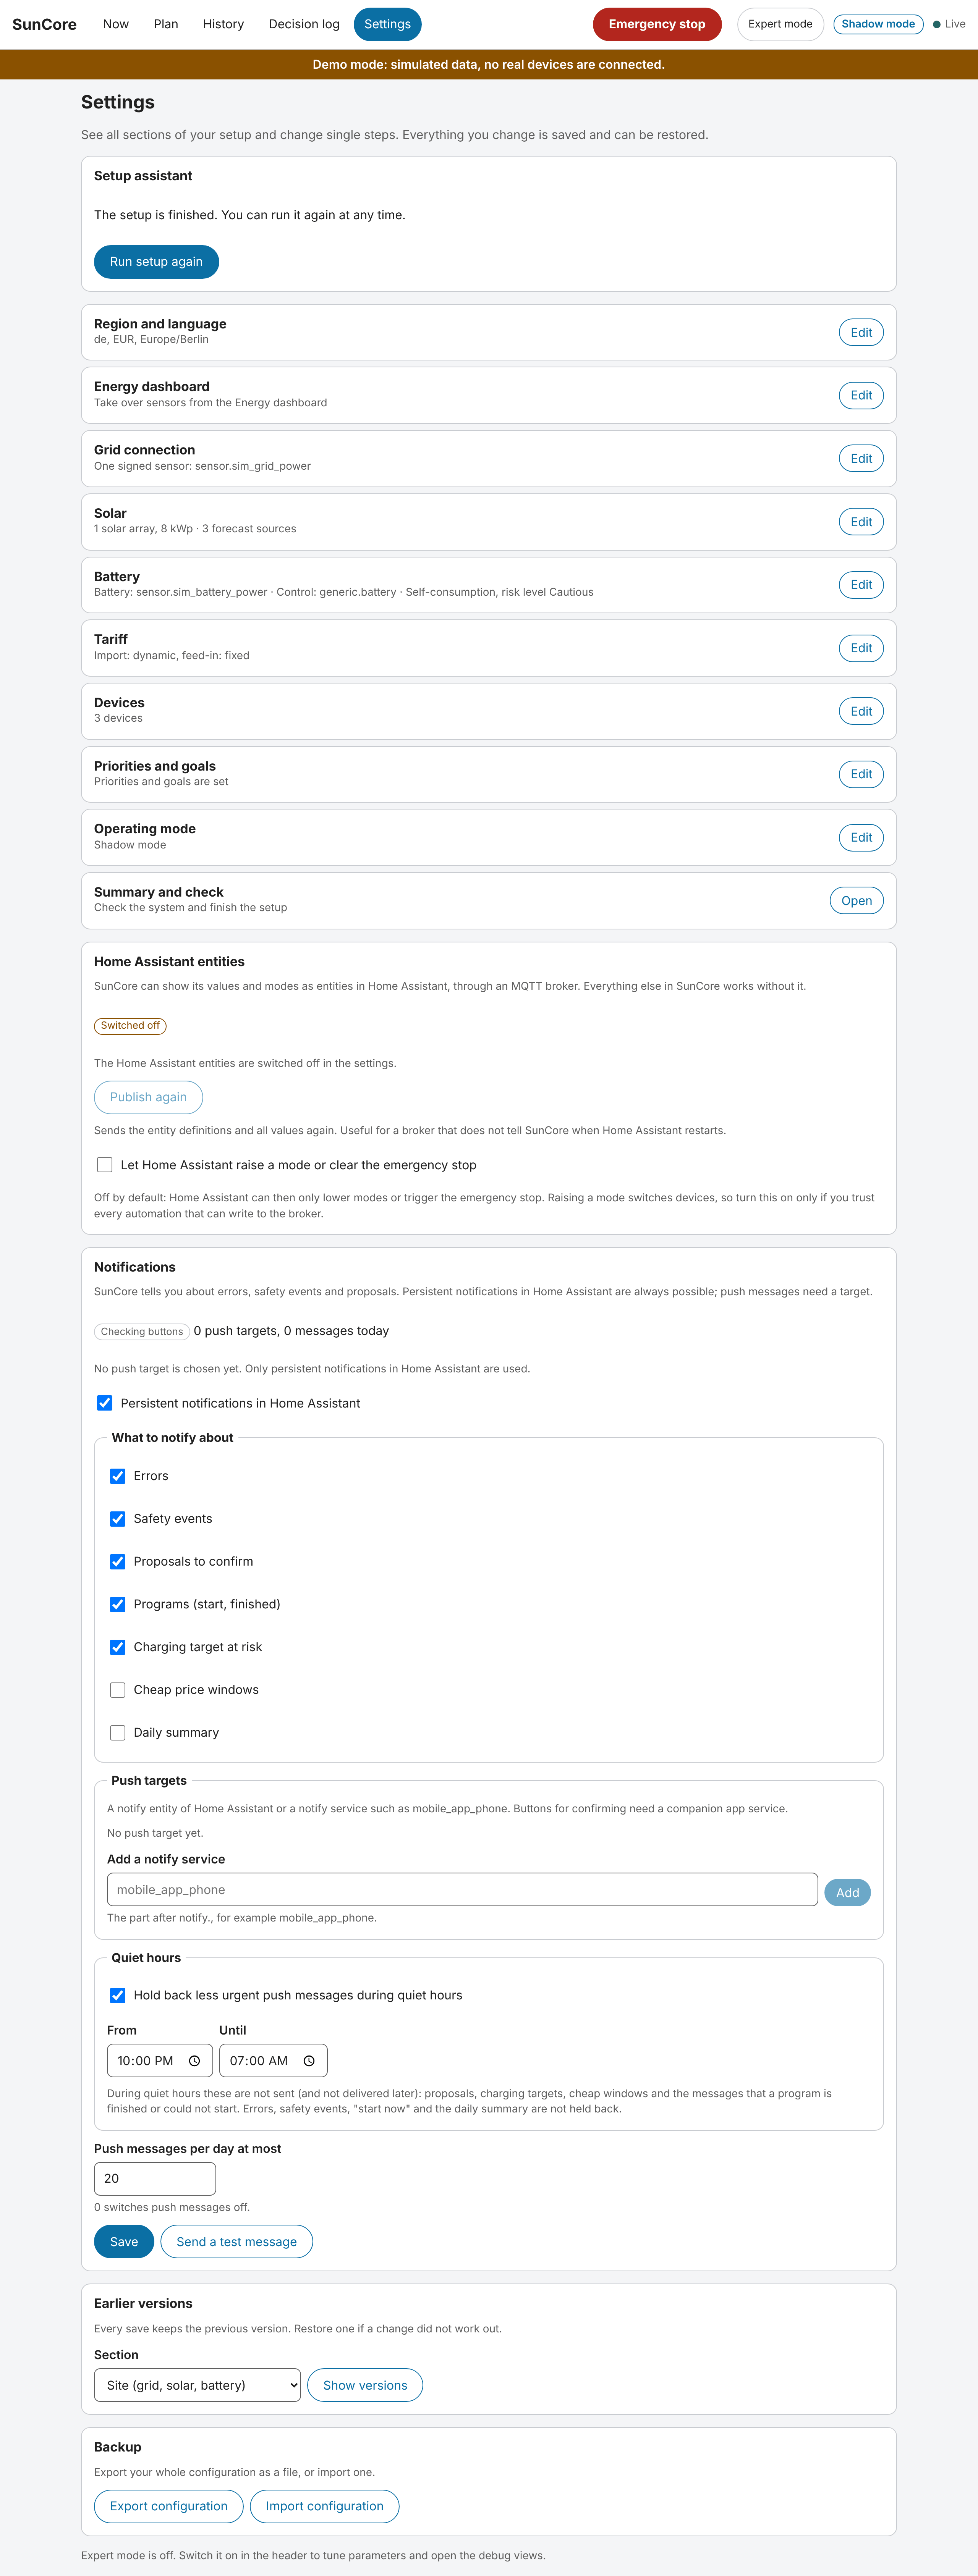 SunCore
Now
Plan
History
Decision log
Settings
Emergency stop
Expert mode
Shadow mode
Live
Demo mode: simulated data, no real devices are connected.
Settings
See all sections of your setup and change single steps. Everything you change is saved and can be restored.
Setup assistant
The setup is finished. You can run it again at any time.
Run setup again
Region and language
de, EUR, Europe/Berlin
Edit
Energy dashboard
Take over sensors from the Energy dashboard
Edit
Grid connection
One signed sensor: sensor.sim_grid_power
Edit
Solar
1 solar array, 8 kWp · 3 forecast sources
Edit
Battery
Battery: sensor.sim_battery_power · Control: generic.battery · Self-consumption, risk level Cautious
Edit
Tariff
Import: dynamic, feed-in: fixed
Edit
Devices
3 devices
Edit
Priorities and goals
Priorities and goals are set
Edit
Operating mode
Shadow mode
Edit
Summary and check
Check the system and finish the setup
Open
Home Assistant entities
SunCore can show its values and modes as entities in Home Assistant, through an MQTT broker. Everything else in SunCore works without it.
Switched off
The Home Assistant entities are switched off in the settings.
Publish again
Sends the entity definitions and all values again. Useful for a broker that does not tell SunCore when Home Assistant restarts.
Let Home Assistant raise a mode or clear the emergency stop
Off by default: Home Assistant can then only lower modes or trigger the emergency stop. Raising a mode switches devices, so turn this on only if you trust
every automation that can write to the broker.
Notifications
SunCore tells you about errors, safety events and proposals. Persistent notifications in Home Assistant are always possible; push messages need a target.
Checking buttons 0 push targets, 0 messages today
No push target is chosen yet. Only persistent notifications in Home Assistant are used.
Persistent notifications in Home Assistant
What to notify about
Errors
Safety events
Proposals to confirm
Programs (start, finished)
Charging target at risk
Cheap price windows
Daily summary
Push targets
A notify entity of Home Assistant or a notify service such as mobile_app_phone. Buttons for confirming need a companion app service.
No push target yet.
Add a notify service
mobile_app_phone
Add
The part after notify., for example mobile_app_phone.
Quiet hours
Hold back less urgent push messages during quiet hours
From
Until
10:00 PM
07:00 AM
During quiet hours these are not sent (and not delivered later): proposals, charging targets, cheap windows and the messages that a program is
finished or could not start. Errors, safety events, "start now" and the daily summary are not held back.
Push messages per day at most
20
0 switches push messages off.
Save
Send a test message
Earlier versions
Every save keeps the previous version. Restore one if a change did not work out.
Section
Site (grid, solar, battery)
Show versions
Backup
Export your whole configuration as a file, or import one.
Export configuration
Import configuration
Expert mode is off. Switch it on in the header to tune parameters and open the debug views.